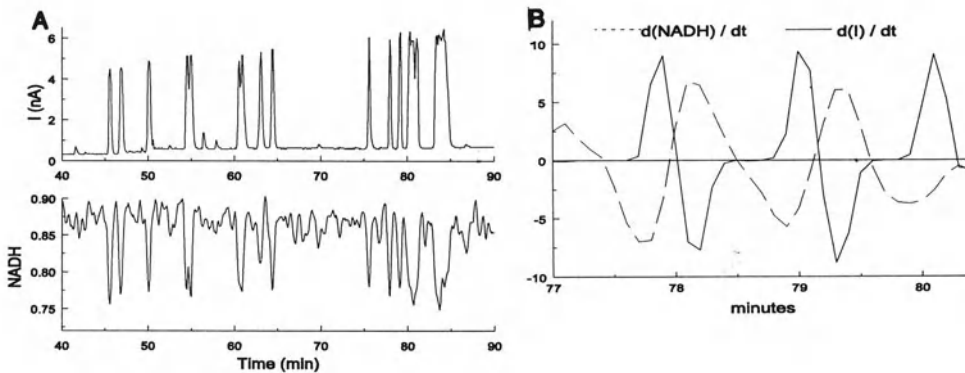 A
I (nA)
6
4
2
0
40 50 60 70 80 90
NADH
0.90
0.85
0.80
0.75
40 50 60 70 80 90
Time (min)
B
d(NADH) / dt d(I) / dt
10
5
0
-5
-10
77 78 79 80
minutes